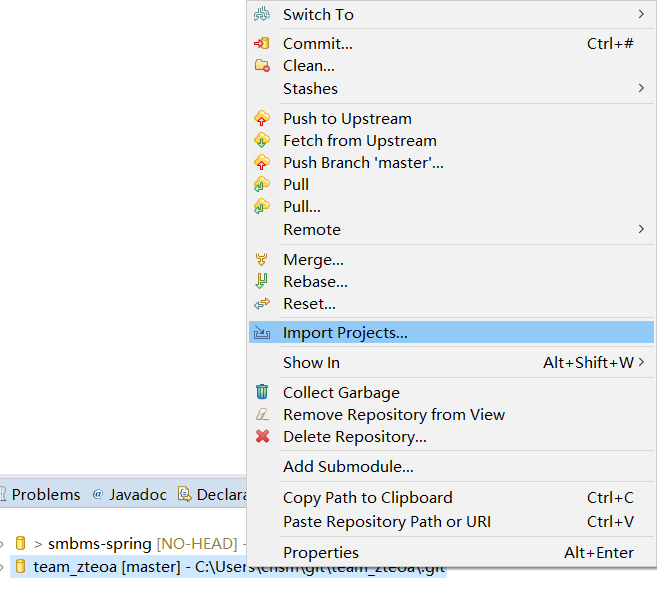 Switch To
Commit... Ctrl+#
Clean...
Stashes
Push to Upstream
Fetch from Upstream
Push Branch 'master'...
Pull
Pull...
Remote
Merge...
Rebase...
Reset...
Import Projects...
Show In Alt+Shift+W
Collect Garbage
Remove Repository from View
Delete Repository...
Add Submodule...
Copy Path to Clipboard Ctrl+C
Paste Repository Path or URI Ctrl+V
Properties Alt+Enter
Problems @ Javadoc Declara
> smbms-spring [NO-HEAD] -
team_zteoa [master] - C:\Users\chsm\git\team_zteoa\.git